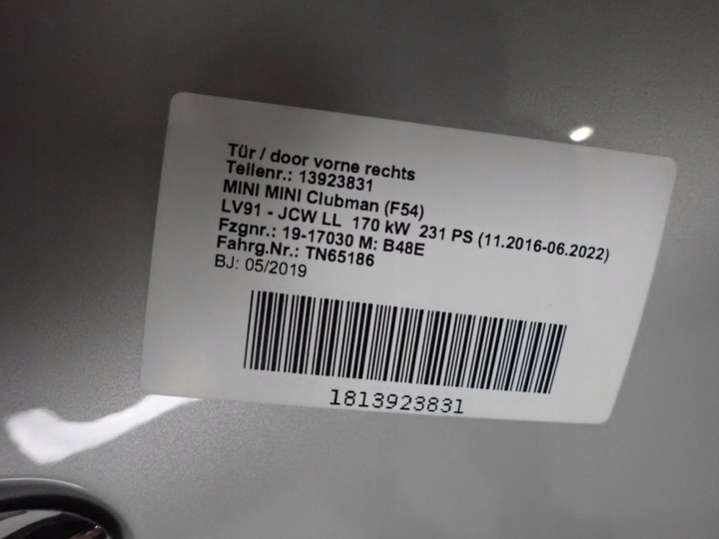 Tür / door vorne rechts
Teilenr.: 13923831
MINI MINI Clubman (F54)
LV91 - JCW LL 170 kW 231 PS (11.2016-06.2022)
Fzgnr.: 19-17030 M: B48E
Fahrg.Nr.: TN65186
BJ: 05/2019
1813923831